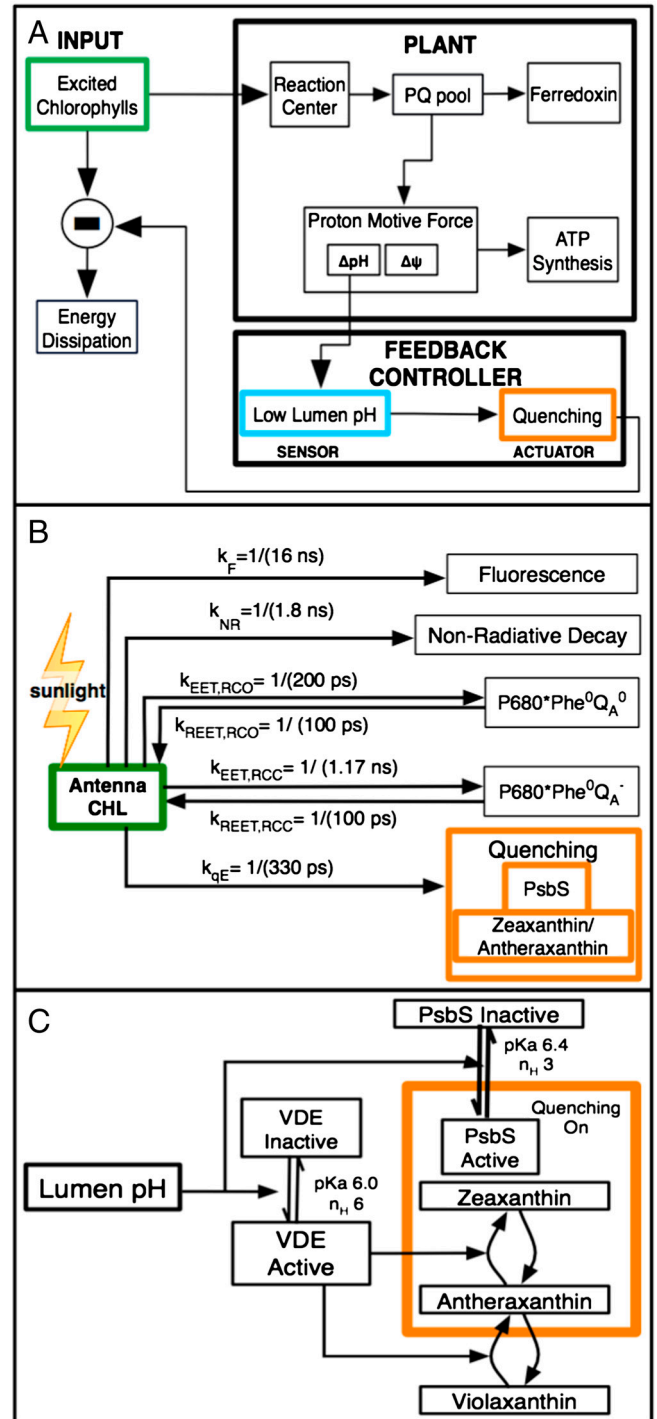 A
INPUT
PLANT
Excited
Chlorophylls
Reaction
Center
PQ pool
Ferredoxin
Proton Motive Force
ΔpH
Δψ
ATP
Synthesis
Energy
Dissipation
FEEDBACK
CONTROLLER
Low Lumen pH
Quenching
SENSOR
ACTUATOR
B
k_F=1/(16 ns)
Fluorescence
k_NR=1/(1.8 ns)
Non-Radiative Decay
sunlight
k_EET,RCO= 1/(200 ps)
P680*Phe⁰Q_A⁰
k_REET,RCO= 1/ (100 ps)
k_EET,RCC= 1/ (1.17 ns)
Antenna
CHL
P680*Phe⁰Q_A⁻
k_REET,RCC= 1/(100 ps)
k_qE= 1/(330 ps)
Quenching
PsbS
Zeaxanthin/
Antheraxanthin
C
PsbS Inactive
pKa 6.4
n_H 3
Quenching
On
VDE
Inactive
PsbS
Active
Lumen pH
pKa 6.0
n_H 6
Zeaxanthin
VDE
Active
Antheraxanthin
Violaxanthin